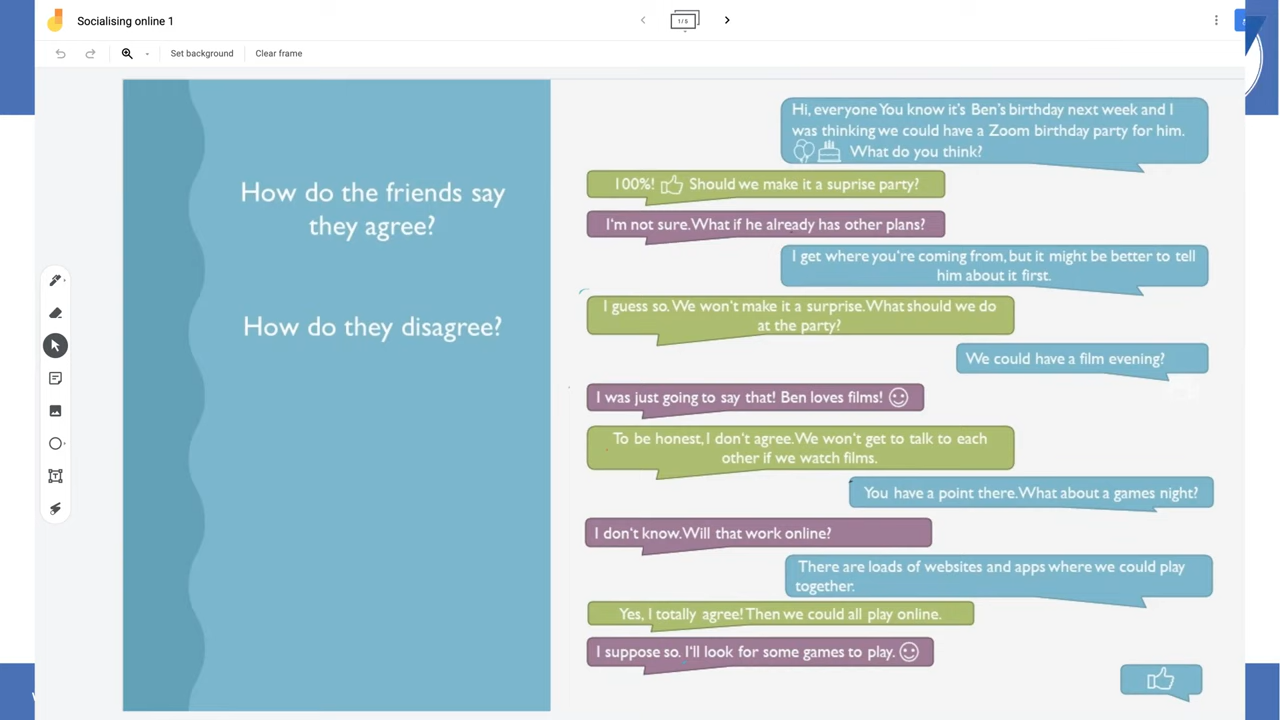 Socialising online 1
1/5
Set background
Clear frame
How do the friends say
they agree?
How do they disagree?
Hi, everyone You know it's Ben's birthday next week and I
was thinking we could have a Zoom birthday party for him.
What do you think?
100%! Should we make it a suprise party?
I'm not sure. What if he already has other plans?
I get where you're coming from, but it might be better to tell
him about it first.
I guess so. We won't make it a surprise. What should we do
at the party?
We could have a film evening?
I was just going to say that! Ben loves films!
To be honest, I don't agree. We won't get to talk to each
other if we watch films.
You have a point there. What about a games night?
I don't know. Will that work online?
There are loads of websites and apps where we could play
together.
Yes, I totally agree! Then we could all play online.
I suppose so. I'll look for some games to play.